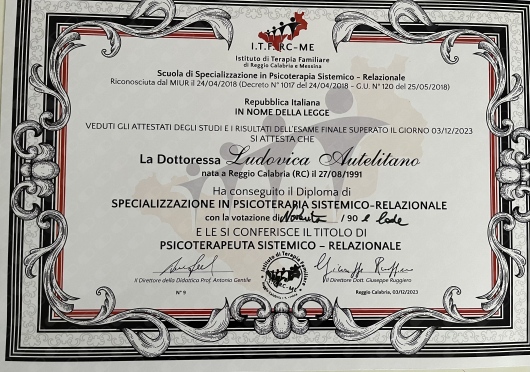 I.T.F. RC-ME
Istituto di Terapia Familiare
di Reggio Calabria e Messina
Scuola di Specializzazione in Psicoterapia Sistemico - Relazionale
Riconosciuta dal MIUR il 24/04/2018 (Decreto N° 1017 del 24/04/2018 - G.U. N° 120 del 25/05/2018)
Repubblica Italiana
IN NOME DELLA LEGGE
VEDUTI GLI ATTESTATI DEGLI STUDI E I RISULTATI DELL'ESAME FINALE SUPERATO IL GIORNO 03/12/2023
SI ATTESTA CHE
La Dottoressa Ludovica Autelitano
nata a Reggio Calabria (RC) il 27/08/1991
Ha conseguito il Diploma di
SPECIALIZZAZIONE IN PSICOTERAPIA SISTEMICO-RELAZIONALE
con la votazione di Novanta /90 e Lode
E LE SI CONFERISCE IL TITOLO DI
PSICOTERAPEUTA SISTEMICO - RELAZIONALE
Istituto di Terapia Familiare
Giuseppe Ruggiero
Il Direttore della Didattica Prof. Antonio Gentile
Il Direttore Dott. Giuseppe Ruggiero
N° 9
Reggio Calabria, 03/12/2023